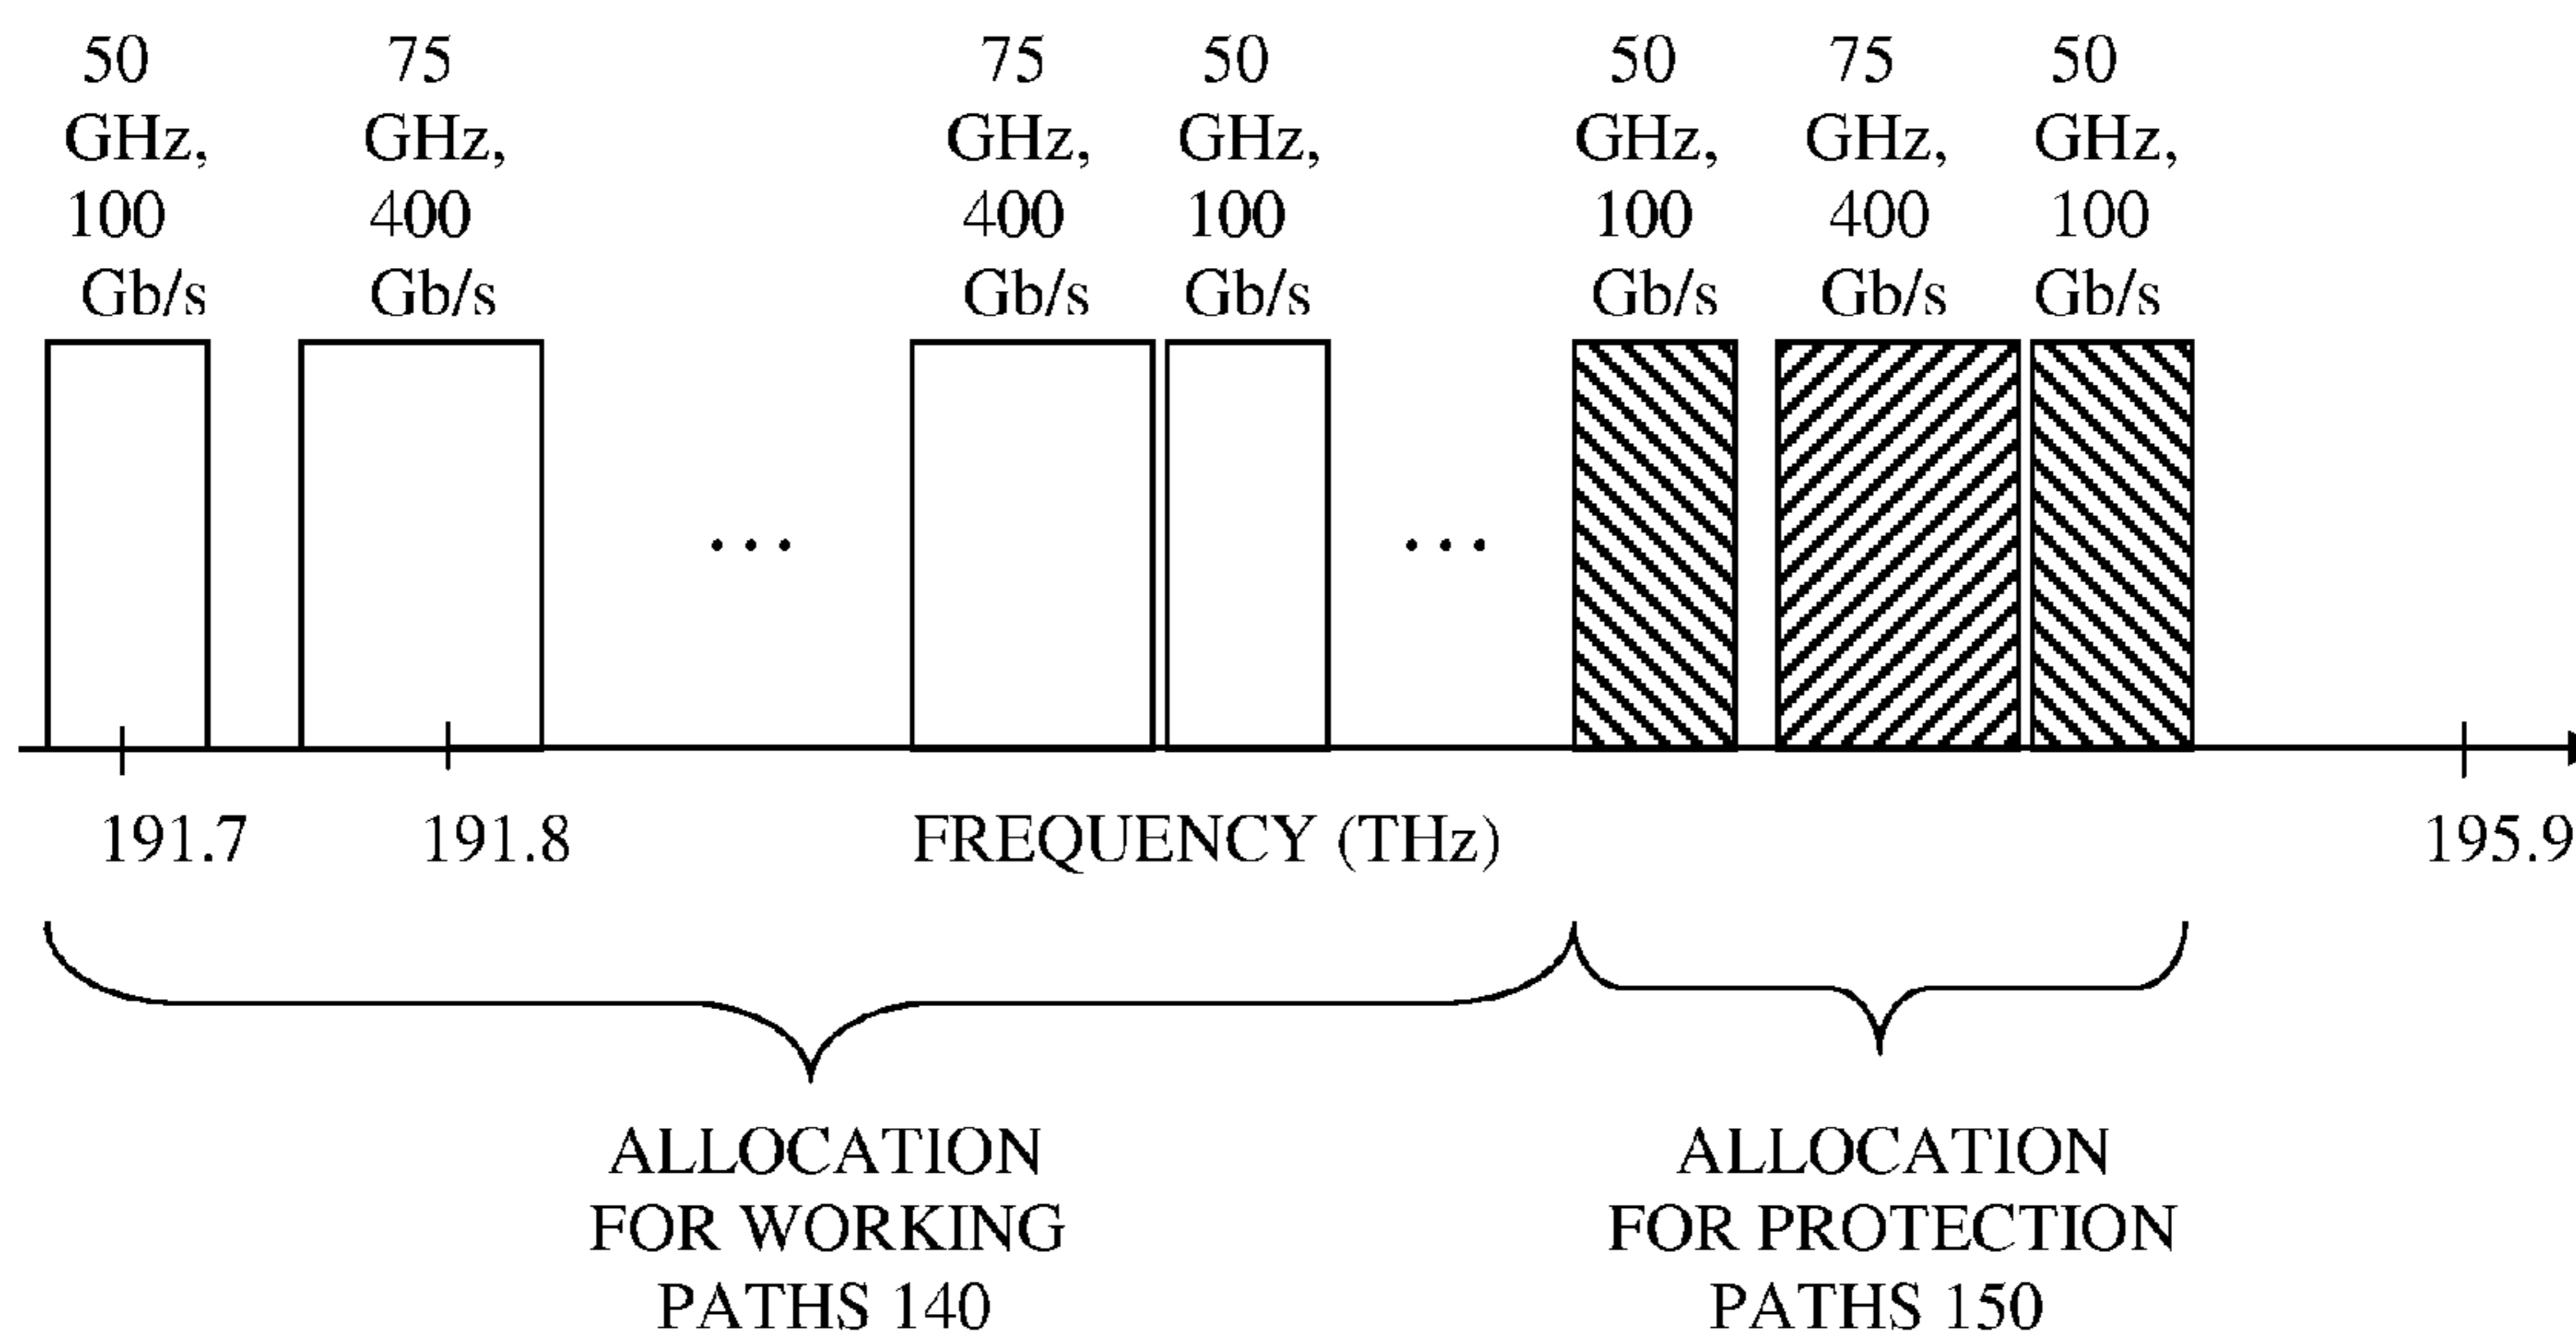 50 75 75 50 50 75 50
GHz, GHz, GHz, GHz, GHz, GHz, GHz,
100 400 400 100 100 400 100
Gb/s Gb/s Gb/s Gb/s Gb/s Gb/s Gb/s
... ...
191.7 191.8 FREQUENCY (THz) 195.9
ALLOCATION
FOR WORKING
PATHS 140
ALLOCATION
FOR PROTECTION
PATHS 150